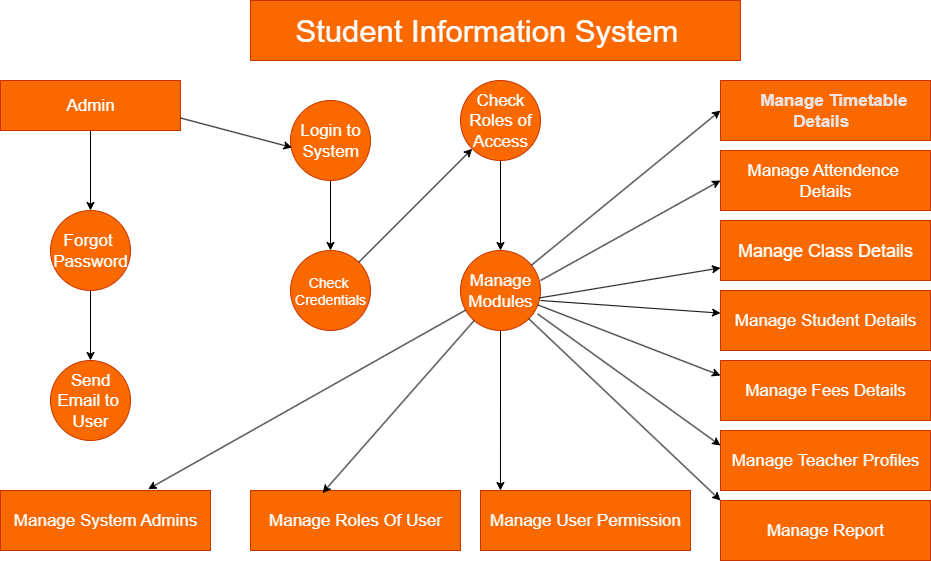 Student Information System
Admin
Login to
System
Check
Roles of
Access
Forgot
Password
Check
Credentials
Manage
Modules
Send
Email to
User
Manage Timetable
Details
Manage Attendence
Details
Manage Class Details
Manage Student Details
Manage Fees Details
Manage Teacher Profiles
Manage Report
Manage System Admins
Manage Roles Of User
Manage User Permission